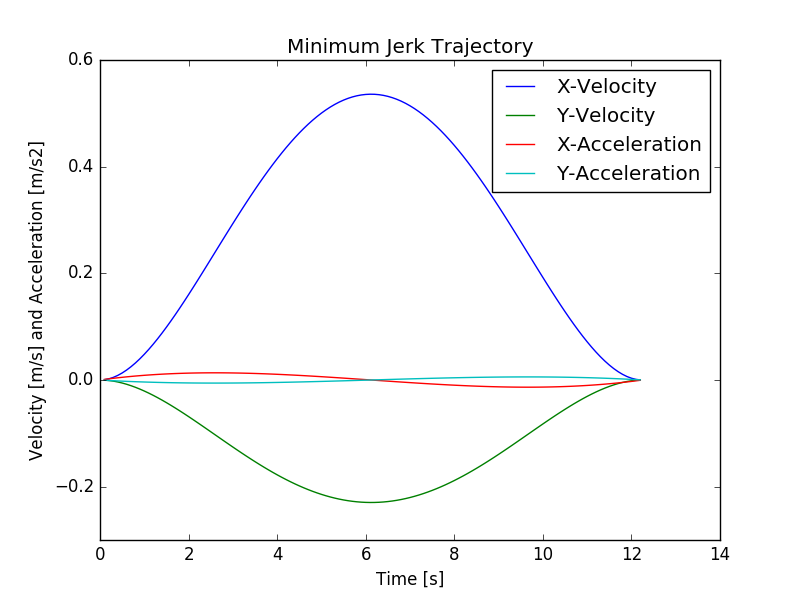 Minimum Jerk Trajectory
0.6
0.4
0.2
0.0
−0.2
Velocity [m/s] and Acceleration [m/s2]
X-Velocity
Y-Velocity
X-Acceleration
Y-Acceleration
0 2 4 6 8 10 12 14
Time [s]